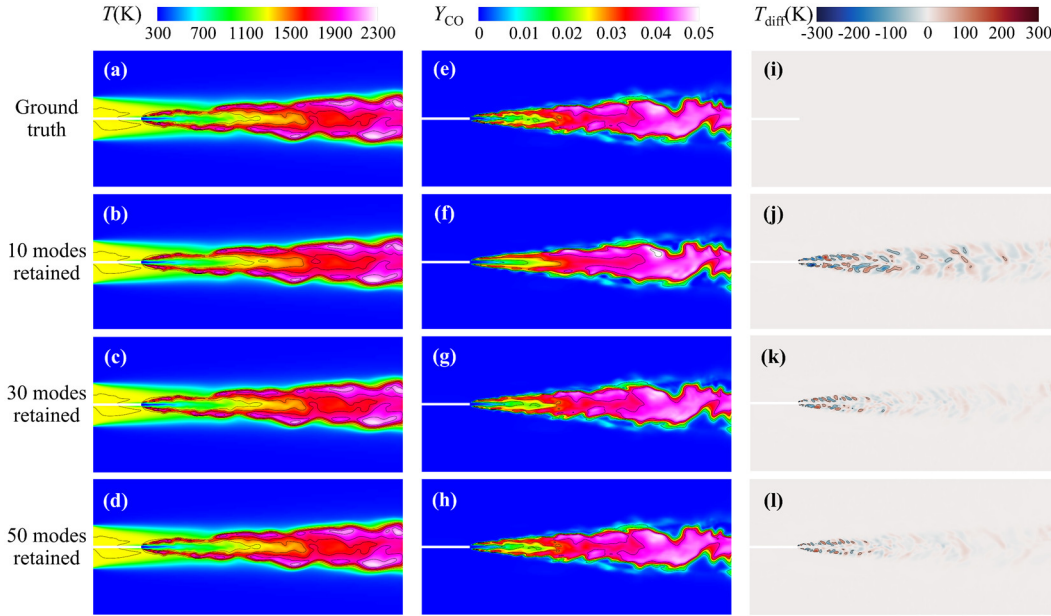 T(K)
300 700 1100 1500 1900 2300
Y_CO
0 0.01 0.02 0.03 0.04 0.05
T_diff(K)
-300 -200 -100 0 100 200 300
Ground
truth
(a)
(e)
(i)
10 modes
retained
(b)
(f)
(j)
30 modes
retained
(c)
(g)
(k)
50 modes
retained
(d)
(h)
(l)